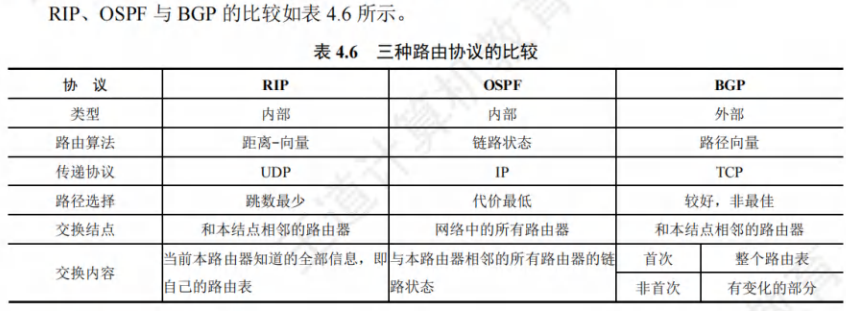 RIP、OSPF 与 BGP 的比较如表 4.6 所示。
表 4.6 三种路由协议的比较
协 议 RIP OSPF BGP
类型 内部 内部 外部
路由算法 距离-向量 链路状态 路径向量
传递协议 UDP IP TCP
路径选择 跳数最少 代价最低 较好，非最佳
交换结点 和本结点相邻的路由器 网络中的所有路由器 和本结点相邻的路由器
交换内容 当前本路由器知道的全部信息，即 与本路由器相邻的所有路由器的链 首次 整个路由表
自己的路由表 路状态 非首次 有变化的部分